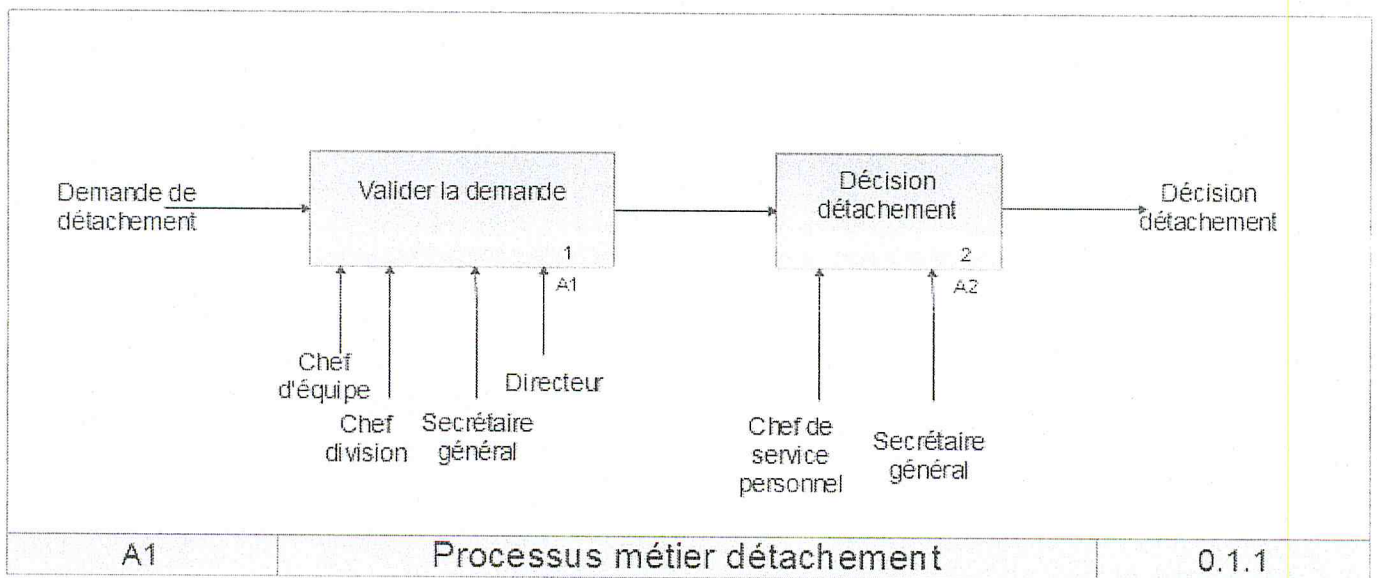 Demande de
détachement
Valider la demande
1
A1
Décision
détachement
2
A2
Décision
détachement
Chef
d'équipe
Chef
division
Secrétaire
général
Directeur
Chef de
service
personnel
Secrétaire
général
A1
Processus métier détachement
0.1.1